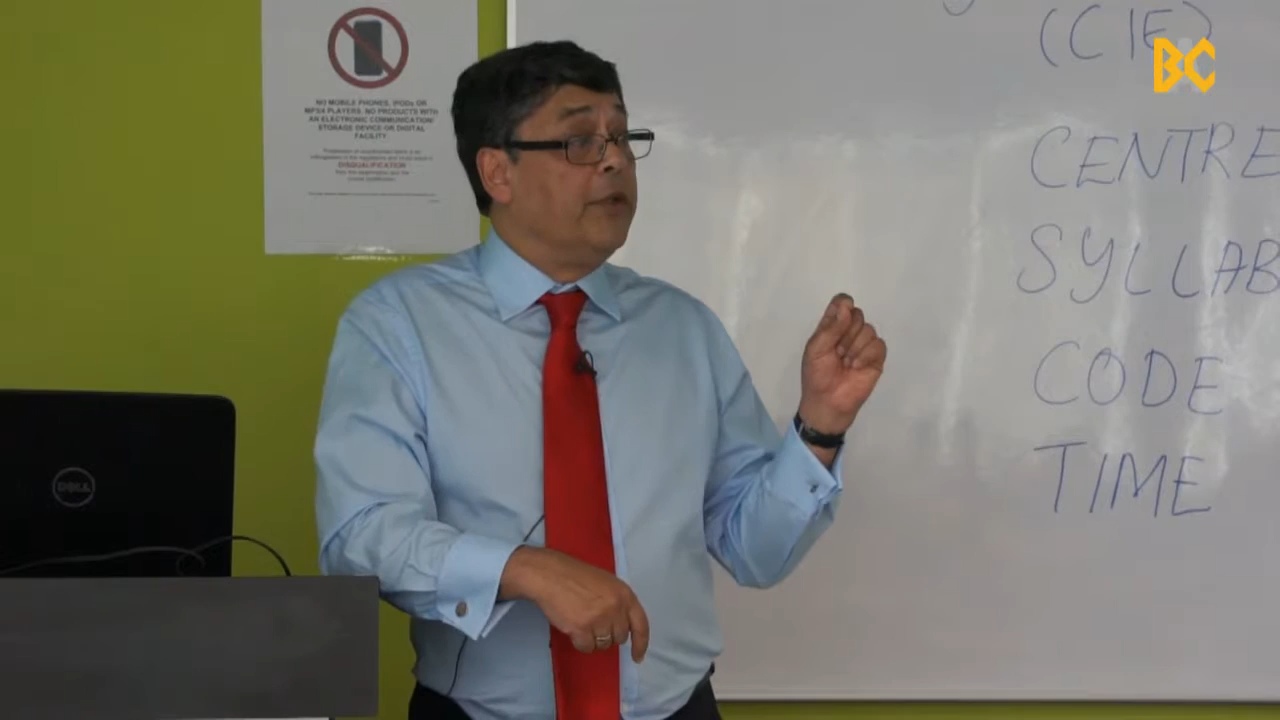 NO MOBILE PHONES, IPODs OR
MP3/4 PLAYERS. NO PRODUCTS WITH
AN ELECTRONIC COMMUNICATION/
STORAGE DEVICE OR DIGITAL
FACILITY
DISQUALIFICATION
(CIE)
BC
CENTRE
SYLLAB
CODE
TIME
DELL